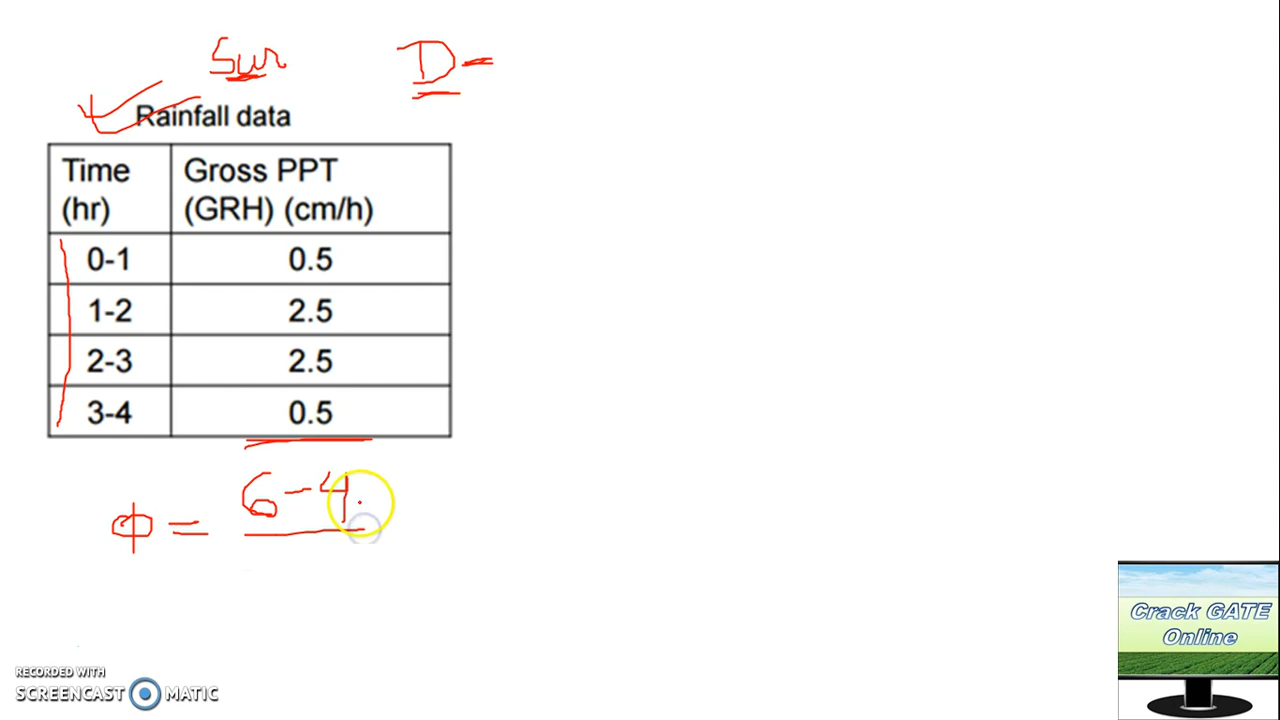 Sur D-
Rainfall data
Time (hr) Gross PPT (GRH) (cm/h)
0-1 0.5
1-2 2.5
2-3 2.5
3-4 0.5
Φ = 6-4
Crack GATE
Online
RECORDED WITH
SCREENCAST MATIC